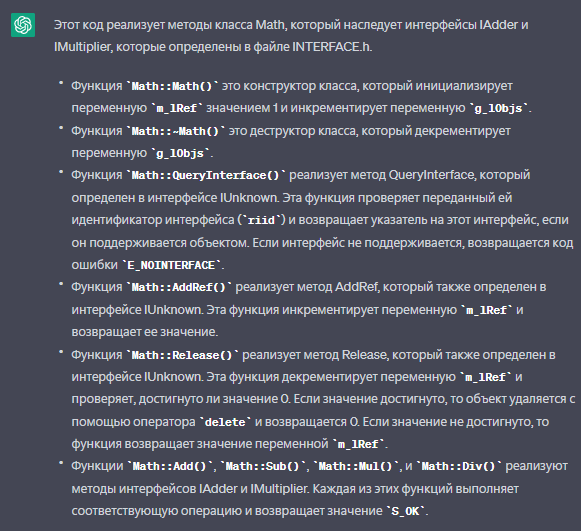 Этот код реализует методы класса Math, который наследует интерфейсы IAdder и
IMultiplier, которые определены в файле INTERFACE.h.
• Функция `Math::Math()` это конструктор класса, который инициализирует
переменную `m_lRef` значением 1 и инкрементирует переменную `g_lObjs`.
• Функция `Math::~Math()` это деструктор класса, который декрементирует
переменную `g_lObjs`.
• Функция `Math::QueryInterface()` реализует метод QueryInterface, который
определен в интерфейсе IUnknown. Эта функция проверяет переданный ей
идентификатор интерфейса (`riid`) и возвращает указатель на этот интерфейс, если
он поддерживается объектом. Если интерфейс не поддерживается, возвращается код
ошибки `E_NOINTERFACE`.
• Функция `Math::AddRef()` реализует метод AddRef, который также определен в
интерфейсе IUnknown. Эта функция инкрементирует переменную `m_lRef` и
возвращает ее значение.
• Функция `Math::Release()` реализует метод Release, который также определен в
интерфейсе IUnknown. Эта функция декрементирует переменную `m_lRef` и
проверяет, достигнуто ли значение 0. Если значение достигнуто, то объект удаляется с
помощью оператора `delete` и возвращается 0. Если значение не достигнуто, то
функция возвращает значение переменной `m_lRef`.
• Функции `Math::Add()`, `Math::Sub()`, `Math::Mul()`, и `Math::Div()` реализуют
методы интерфейсов IAdder и IMultiplier. Каждая из этих функций выполняет
соответствующую операцию и возвращает значение `S_OK`.